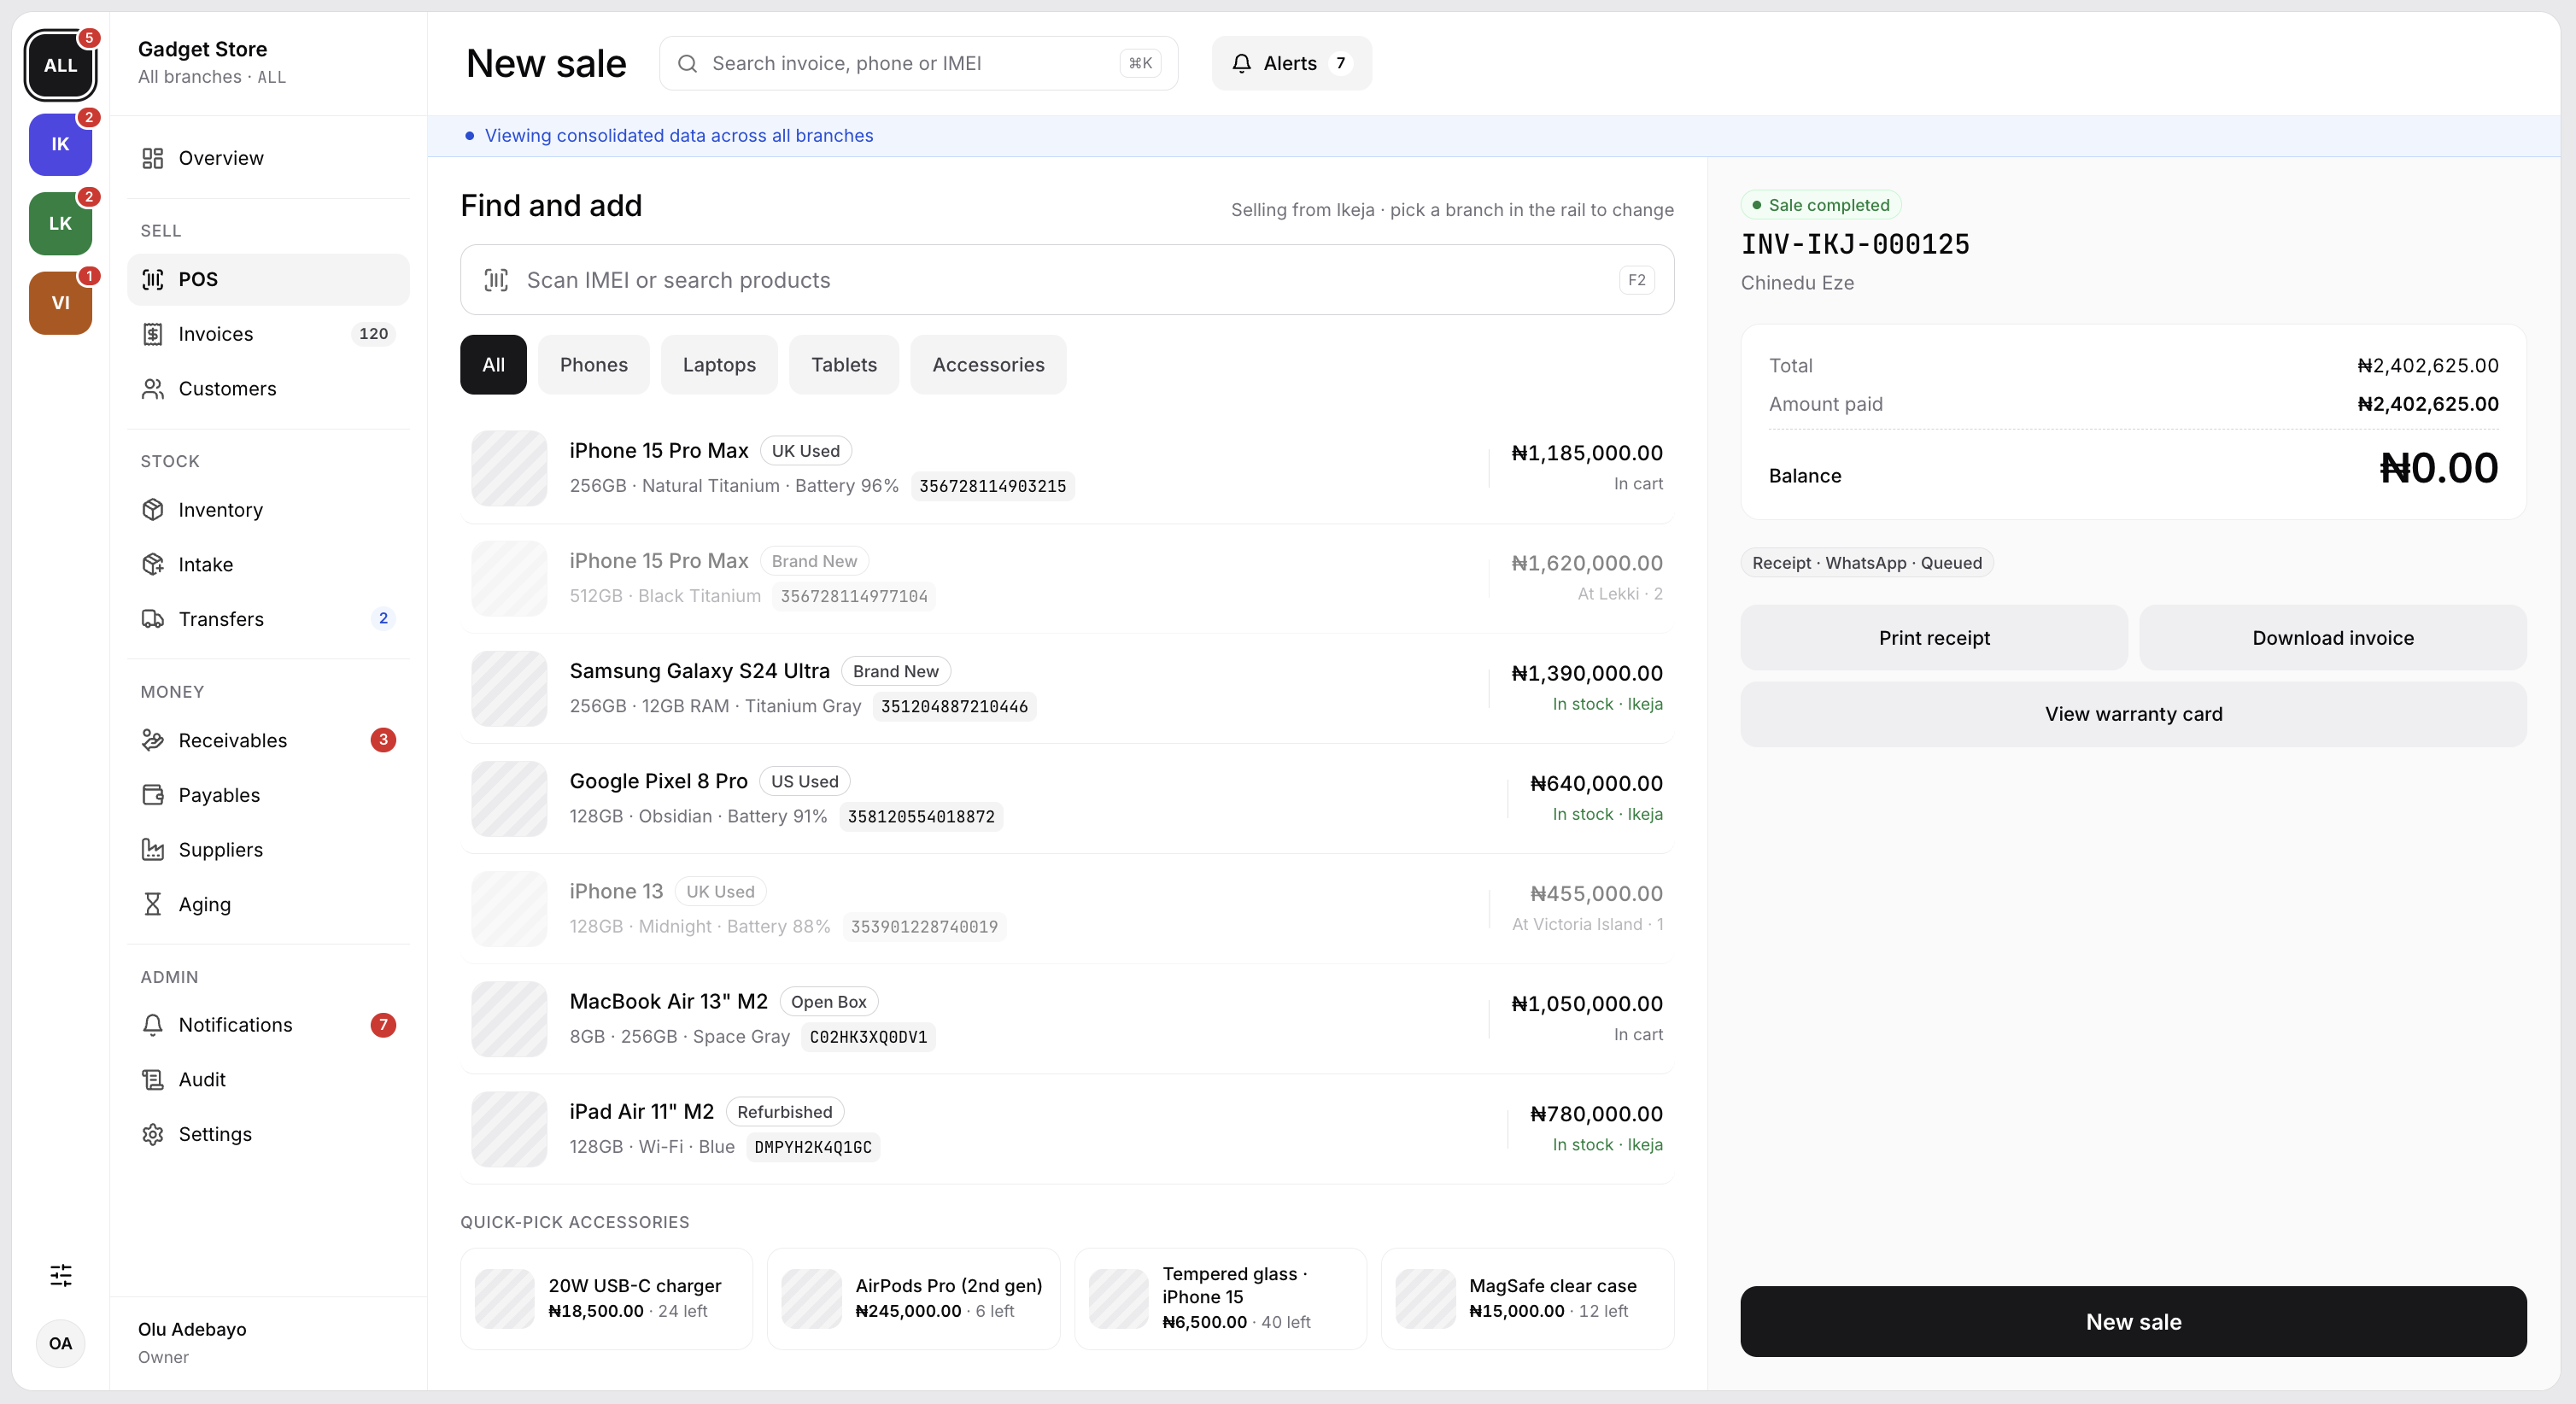 ALL
5
IK
2
LK
2
VI
1
OA
Gadget Store
All branches · ALL
Overview
SELL
POS
Invoices 120
Customers
STOCK
Inventory
Intake
Transfers 2
MONEY
Receivables 3
Payables
Suppliers
Aging
ADMIN
Notifications 7
Audit
Settings
Olu Adebayo
Owner
New sale
Search invoice, phone or IMEI ⌘K
Alerts 7
Viewing consolidated data across all branches
Find and add
Selling from Ikeja · pick a branch in the rail to change
Scan IMEI or search products F2
All Phones Laptops Tablets Accessories
iPhone 15 Pro Max UK Used
256GB · Natural Titanium · Battery 96% 356728114903215
₦1,185,000.00
In cart
iPhone 15 Pro Max Brand New
512GB · Black Titanium 356728114977104
₦1,620,000.00
At Lekki · 2
Samsung Galaxy S24 Ultra Brand New
256GB · 12GB RAM · Titanium Gray 351204887210446
₦1,390,000.00
In stock · Ikeja
Google Pixel 8 Pro US Used
128GB · Obsidian · Battery 91% 358120554018872
₦640,000.00
In stock · Ikeja
iPhone 13 UK Used
128GB · Midnight · Battery 88% 353901228740019
₦455,000.00
At Victoria Island · 1
MacBook Air 13" M2 Open Box
8GB · 256GB · Space Gray C02HK3XQ0DV1
₦1,050,000.00
In cart
iPad Air 11" M2 Refurbished
128GB · Wi-Fi · Blue DMPYH2K4Q1GC
₦780,000.00
In stock · Ikeja
QUICK-PICK ACCESSORIES
20W USB-C charger
₦18,500.00 · 24 left
AirPods Pro (2nd gen)
₦245,000.00 · 6 left
Tempered glass ·
iPhone 15
₦6,500.00 · 40 left
MagSafe clear case
₦15,000.00 · 12 left
Sale completed
INV-IKJ-000125
Chinedu Eze
Total ₦2,402,625.00
Amount paid ₦2,402,625.00
Balance ₦0.00
Receipt · WhatsApp · Queued
Print receipt
Download invoice
View warranty card
New sale